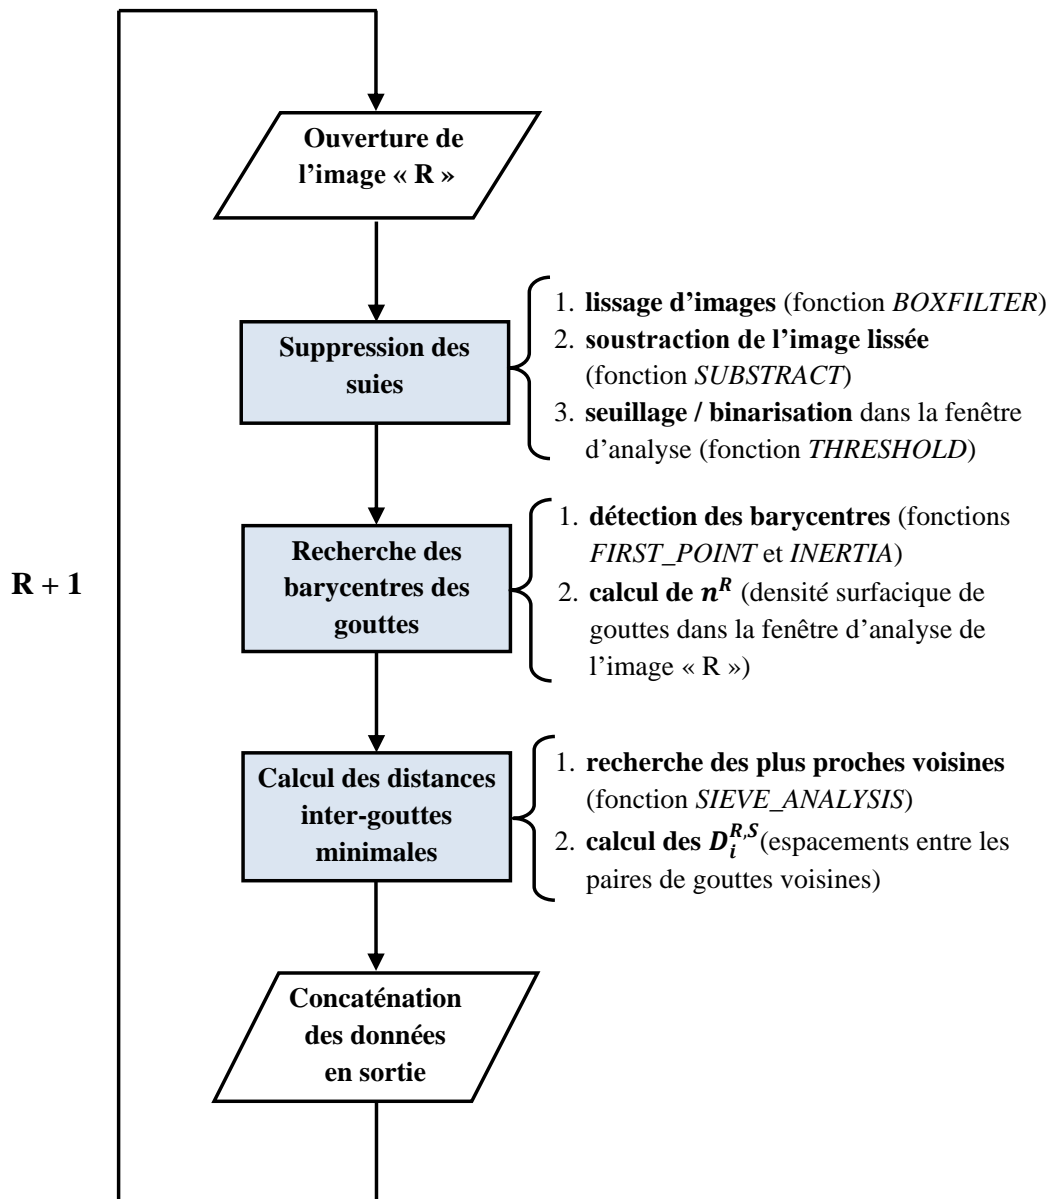 Ouverture de
l’image « R »
Suppression des
suies
1. lissage d’images (fonction BOXFILTER)
2. soustraction de l’image lissée
(fonction SUBSTRACT)
3. seuillage / binarisation dans la fenêtre
d’analyse (fonction THRESHOLD)
R + 1
Recherche des
barycentres des
gouttes
1. détection des barycentres (fonctions
FIRST_POINT et INERTIA)
2. calcul de n^R (densité surfacique de
gouttes dans la fenêtre d’analyse de
l’image « R »)
Calcul des distances
inter-gouttes
minimales
1. recherche des plus proches voisines
(fonction SIEVE_ANALYSIS)
2. calcul des D_i^{R,S}(espacements entre les
paires de gouttes voisines)
Concaténation
des données
en sortie